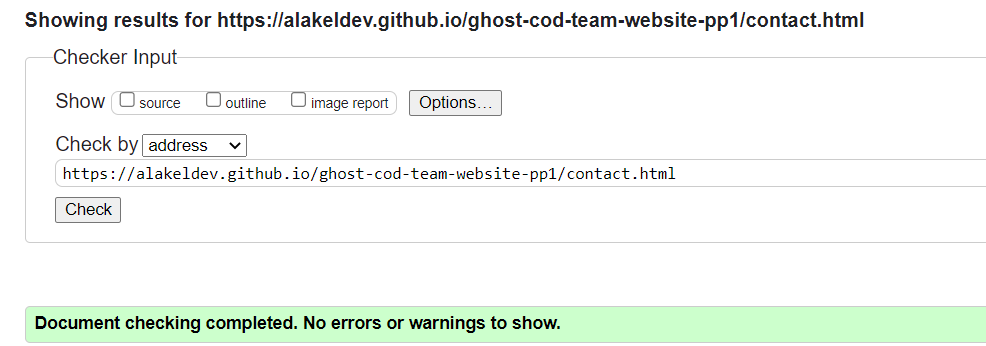 Showing results for https://alakeldev.github.io/ghost-cod-team-website-pp1/contact.html
Checker Input
Show source outline image report Options...
Check by address
https://alakeldev.github.io/ghost-cod-team-website-pp1/contact.html
Check
Document checking completed. No errors or warnings to show.